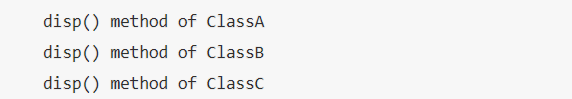 disp() method of ClassA
disp() method of ClassB
disp() method of ClassC